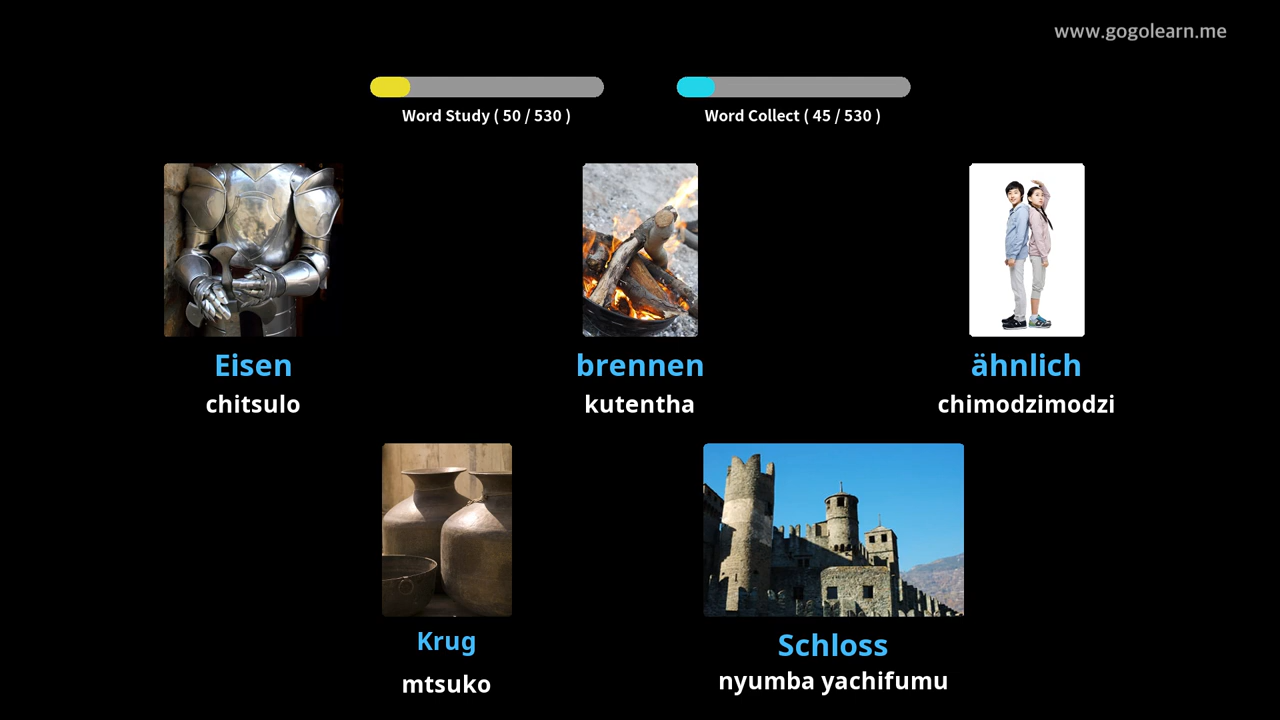 www.gogolearn.me
Word Study ( 50 / 530 )
Word Collect ( 45 / 530 )
Eisen
chitsulo
brennen
kutentha
ähnlich
chimodzimodzi
Krug
mtsuko
Schloss
nyumba yachifumu